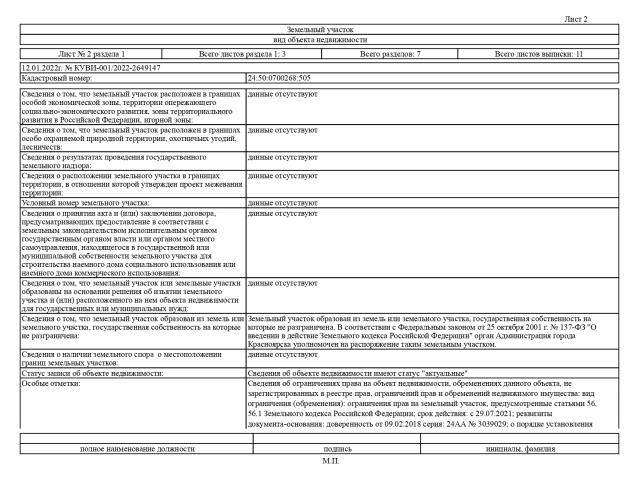 Лист 2
Земельный участок
вид объекта недвижимости
Лист № 2 раздела 1
Всего листов раздела 1: 3
Всего разделов: 7
Всего листов выписки: 11
12.01.2022г. № КУВИ-001/2022-2649147
Кадастровый номер:
24:50:0700268:505
Сведения о том, что земельный участок расположен в границах
особой экономической зоны, территории опережающего
социально-экономического развития, зоны территориального
развития в Российской Федерации, игорной зоны:
данные отсутствуют
Сведения о том, что земельный участок расположен в границах
особо охраняемой природной территории, охотничьих угодий,
лесничеств:
данные отсутствуют
Сведения о результатах проведения государственного
земельного надзора:
данные отсутствуют
Сведения о расположении земельного участка в границах
территории, в отношении которой утвержден проект межевания
территории:
данные отсутствуют
Условный номер земельного участка:
данные отсутствуют
Сведения о принятии акта и (или) заключении договора,
предусматривающих предоставление в соответствии с
земельным законодательством исполнительным органом
государственным органом власти или органом местного
самоуправления, находящегося в государственной или
муниципальной собственности земельного участка для
строительства наемного дома социального использования или
наемного дома коммерческого использования:
данные отсутствуют
Сведения о том, что земельный участок или земельные участки
образованы на основании решения об изъятии земельного
участка и (или) расположенного на нем объекта недвижимости
для государственных или муниципальных нужд:
данные отсутствуют
Сведения о том, что земельный участок образован из земель или
земельного участка, государственная собственность на которые
не разграничена:
Земельный участок образован из земель или земельного участка, государственная собственность на
которые не разграничена. В соответствии с Федеральным законом от 25 октября 2001 г. № 137-ФЗ "О
введении в действие Земельного кодекса Российской Федерации" орган Администрация города
Красноярска уполномочен на распоряжение таким земельным участком.
Сведения о наличии земельного спора о местоположении
границ земельных участков:
данные отсутствуют
Статус записи об объекте недвижимости:
Сведения об объекте недвижимости имеют статус "актуальные"
Особые отметки:
Сведения об ограничениях права на объект недвижимости, обременениях данного объекта, не
зарегистрированных в реестре прав, ограничений прав и обременений недвижимого имущества: вид
ограничения (обременения): ограничения прав на земельный участок, предусмотренные статьями 56,
56.1 Земельного кодекса Российской Федерации; срок действия: c 29.07.2021; реквизиты
документа-основания: доверенность от 09.02.2018 серия: 24АА № 3039029; о порядке установления
полное наименование должности
подпись
инициалы, фамилия
М.П.